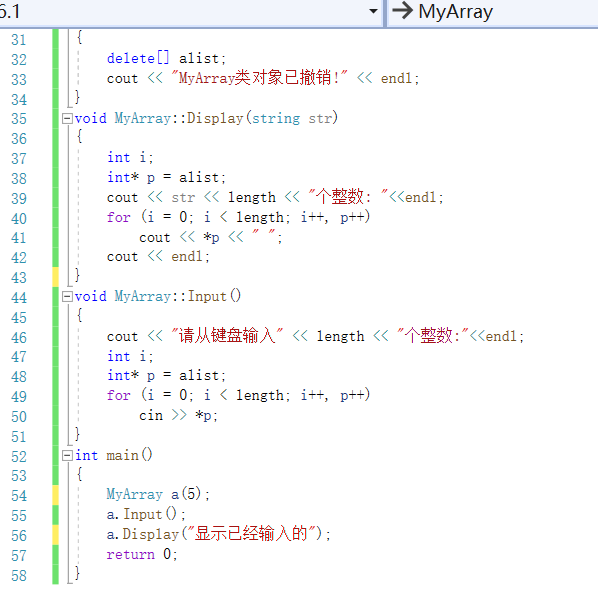 6.1 MyArray
31 {
32 delete[] alist;
33 cout << "MyArray类对象已撤销!" << endl;
34 }
35 void MyArray::Display(string str)
36 {
37 int i;
38 int* p = alist;
39 cout << str << length << "个整数: "<<endl;
40 for (i = 0; i < length; i++, p++)
41 cout << *p << " ";
42 cout << endl;
43 }
44 void MyArray::Input()
45 {
46 cout << "请从键盘输入" << length << "个整数:"<<endl;
47 int i;
48 int* p = alist;
49 for (i = 0; i < length; i++, p++)
50 cin >> *p;
51 }
52 int main()
53 {
54 MyArray a(5);
55 a.Input();
56 a.Display("显示已经输入的");
57 return 0;
58 }